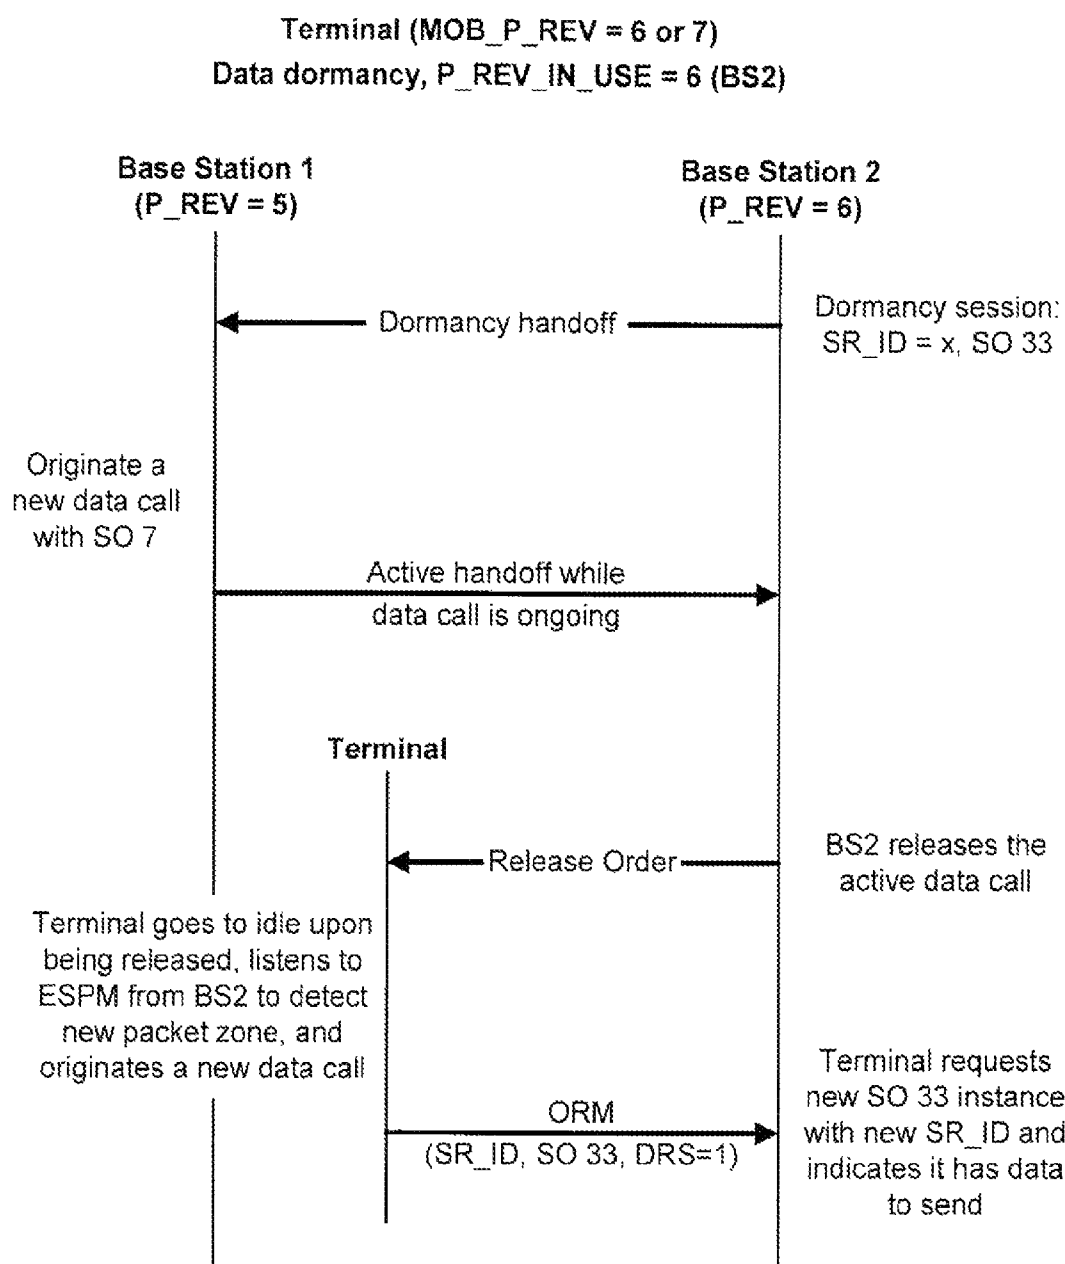 Terminal (MOB_P_REV = 6 or 7)
Data dormancy, P_REV_IN_USE = 6 (BS2)
Base Station 1
(P_REV = 5)
Base Station 2
(P_REV = 6)
Dormancy handoff
Dormancy session:
SR_ID = x, SO 33
Originate a
new data call
with SO 7
Active handoff while
data call is ongoing
Terminal
Release Order
BS2 releases the
active data call
Terminal goes to idle upon
being released, listens to
ESPM from BS2 to detect
new packet zone, and
originates a new data call
ORM
(SR_ID, SO 33, DRS=1)
Terminal requests
new SO 33 instance
with new SR_ID and
indicates it has data
to send